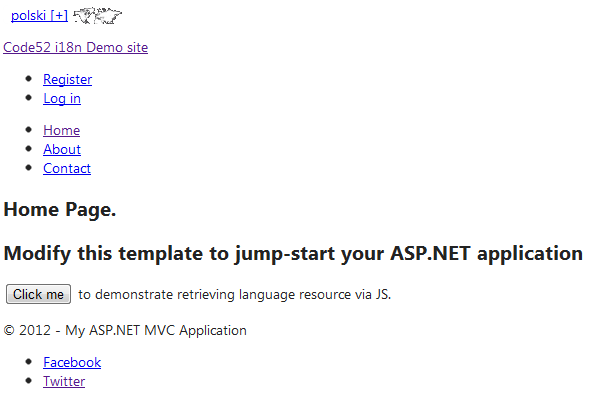 polski [+]
Code52 i18n Demo site
Register
Log in
Home
About
Contact
Home Page.
Modify this template to jump-start your ASP.NET application
Click me to demonstrate retrieving language resource via JS.
© 2012 - My ASP.NET MVC Application
Facebook
Twitter